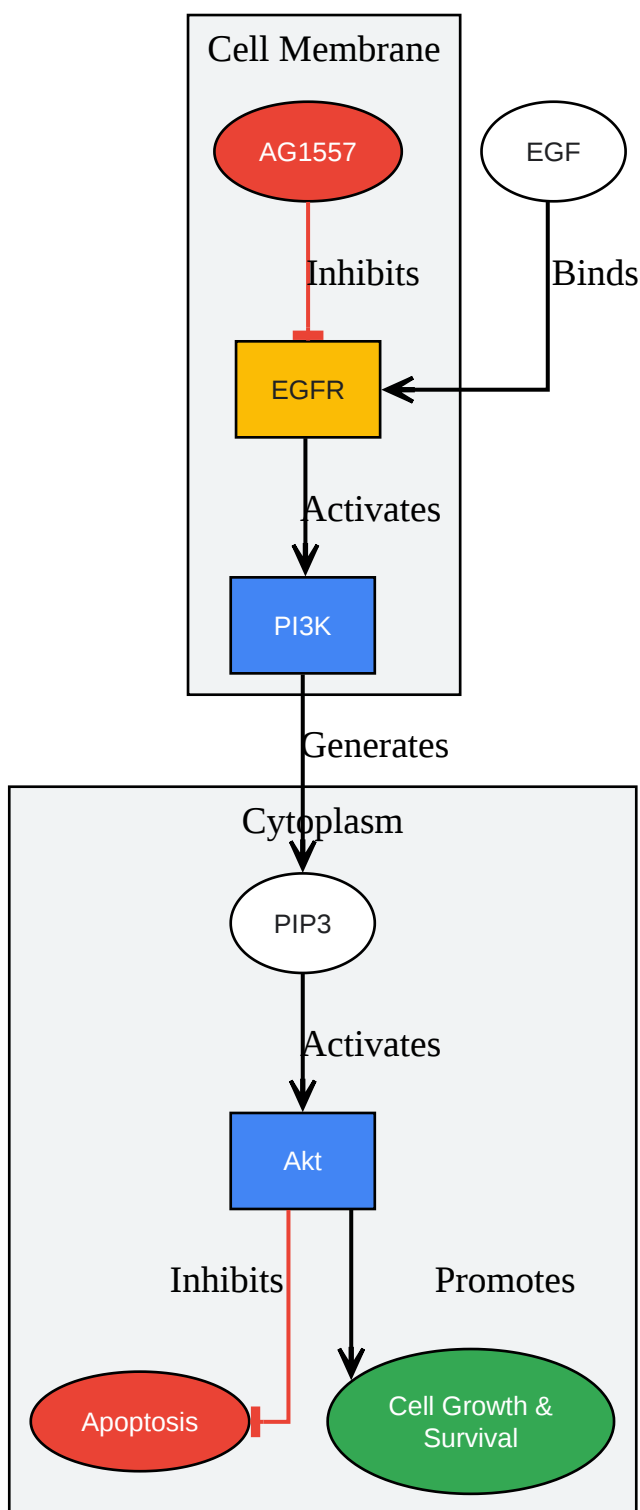 Cell Membrane
AG1557
EGF
Inhibits
Binds
EGFR
Activates
PI3K
Generates
Cytoplasm
PIP3
Activates
Akt
Inhibits
Promotes
Apoptosis
Cell Growth &
Survival